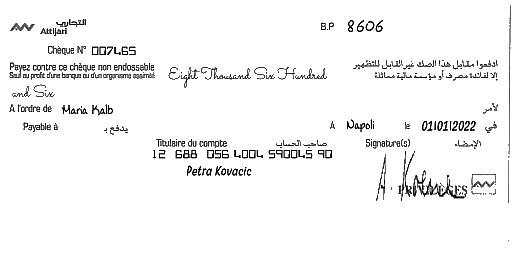 التجاري
Attijari
B.P 8606
Chèque N° 007465
Payez contre ce chèque non endossable
Sauf au profit d'une banque ou d'un organisme assimilé
Eight Thousand Six Hundred
ادفعوا مقابل هذا الصك غير القابل للتظهير
إلا لفائدة مصرف أو مؤسسة مالية مماثلة
and Six
A l'ordre de Maria Kalb لأمر
Payable à يدفع بـ A Napoli le 01/01/2022 في
Titulaire du compte صاحب الحساب Signature(s) الإمضاء
12 688 056 4004 590045 90
Petra Kovacic
PRIVILEGES